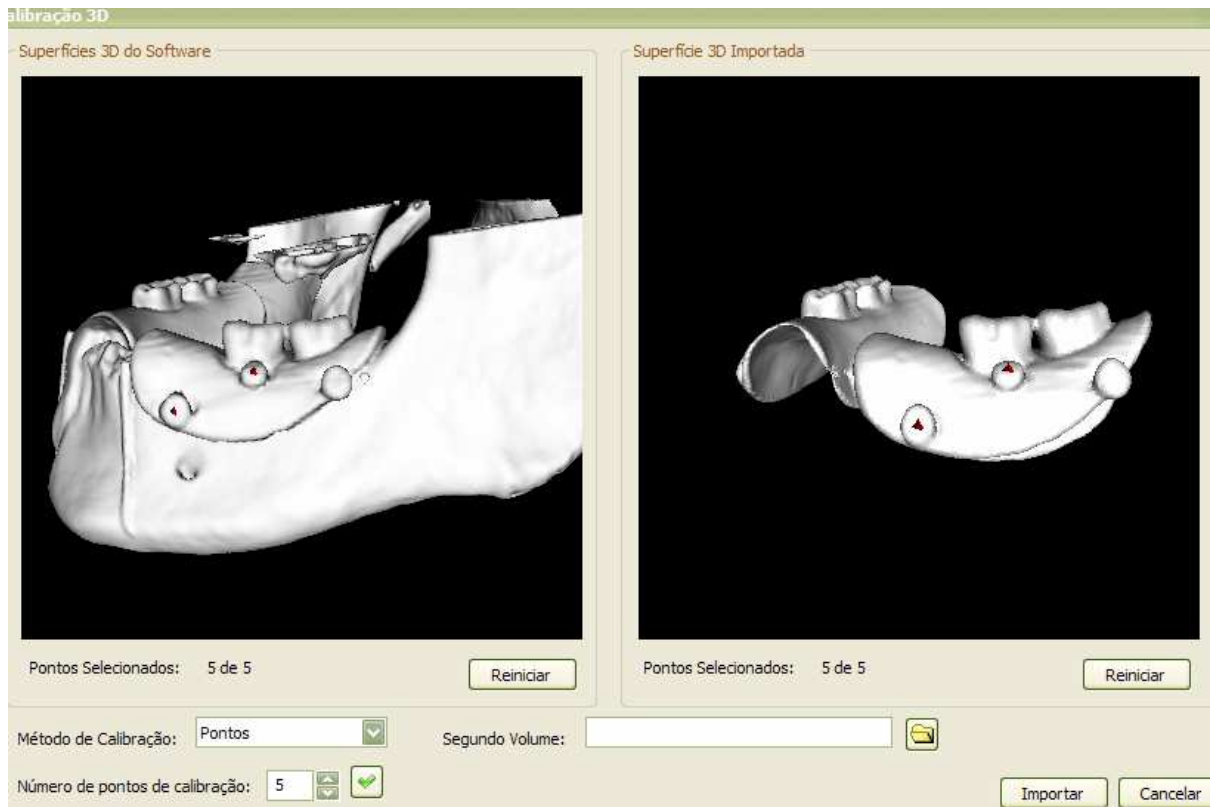 alibração 3D
Superfícies 3D do Software
Superfície 3D Importada
Pontos Selecionados: 5 de 5
Reiniciar
Pontos Selecionados: 5 de 5
Reiniciar
Método de Calibração: Pontos
Segundo Volume:
Número de pontos de calibração: 5
Importar
Cancelar